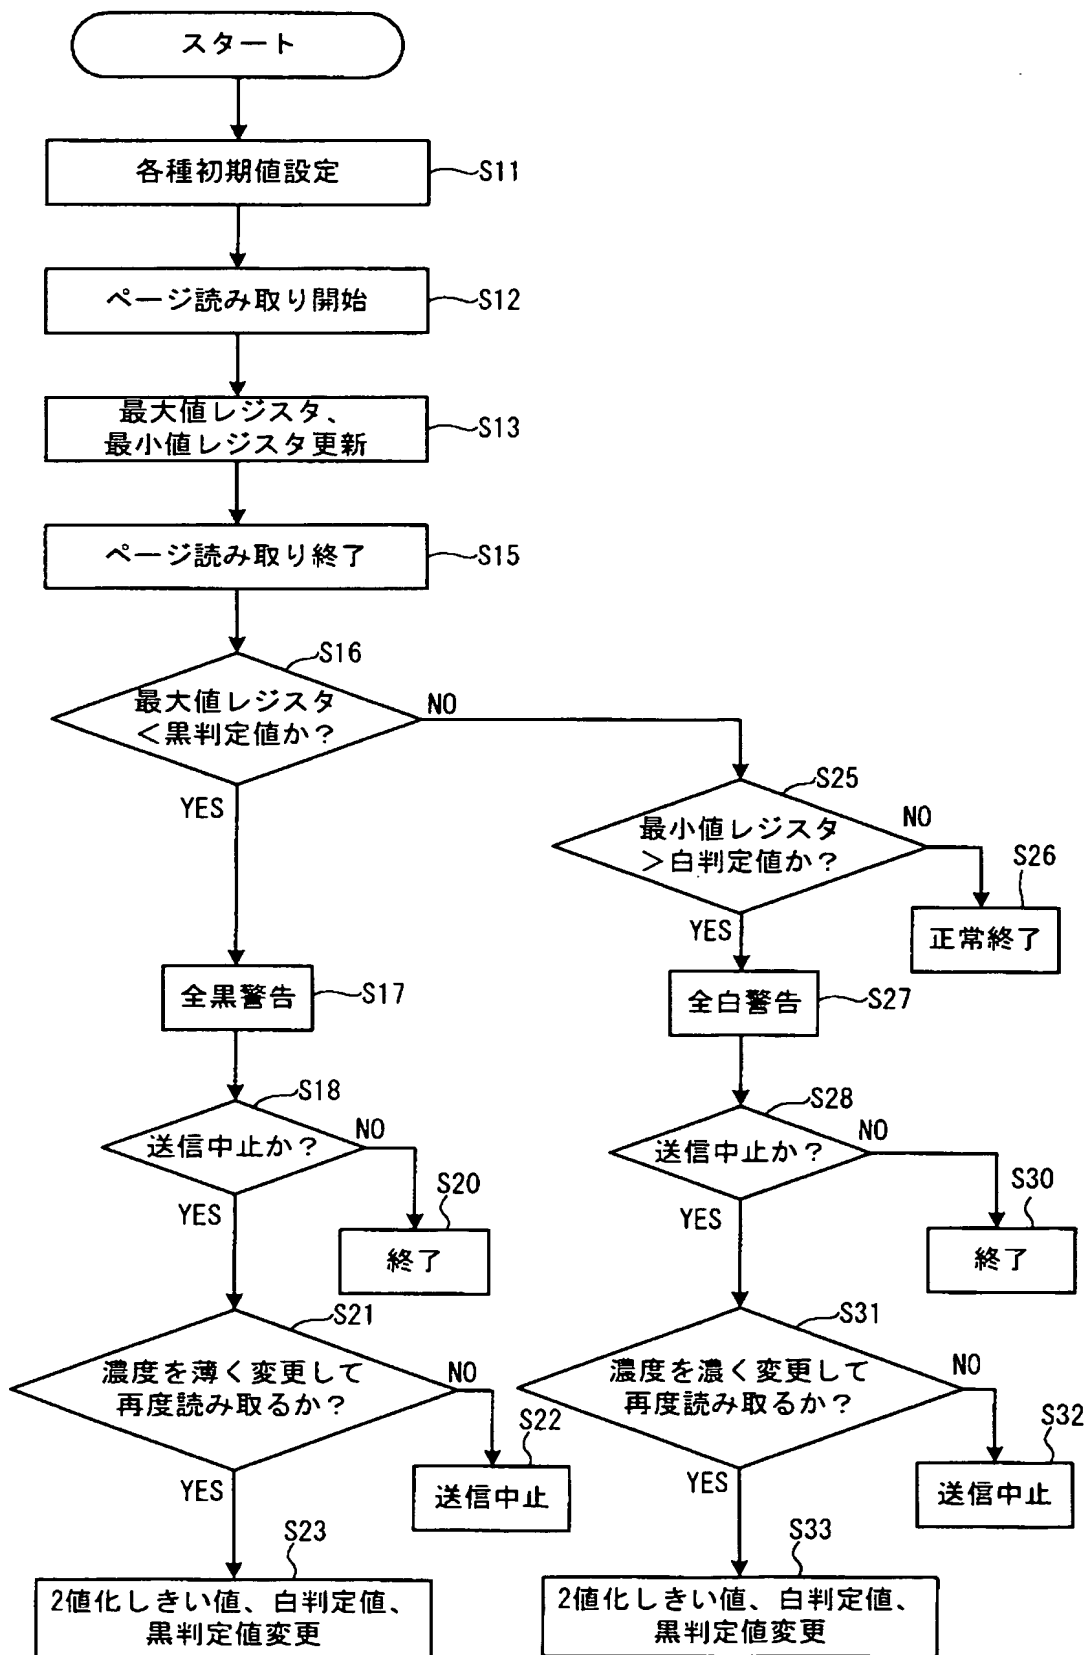 スタート
各種初期値設定
S11
ページ読み取り開始
S12
最大値レジスタ、
最小値レジスタ更新
S13
ページ読み取り終了
S15
S16
最大値レジスタ
＜黒判定値か？
NO
YES
S25
最小値レジスタ
＞白判定値か？
NO
YES
S26
正常終了
全黒警告
S17
全白警告
S27
S18
送信中止か？
NO
YES
S20
終了
S28
送信中止か？
NO
YES
S30
終了
S21
濃度を薄く変更して
再度読み取るか？
NO
YES
S22
送信中止
S31
濃度を濃く変更して
再度読み取るか？
NO
YES
S32
送信中止
S23
2値化しきい値、白判定値、
黒判定値変更
S33
2値化しきい値、白判定値、
黒判定値変更